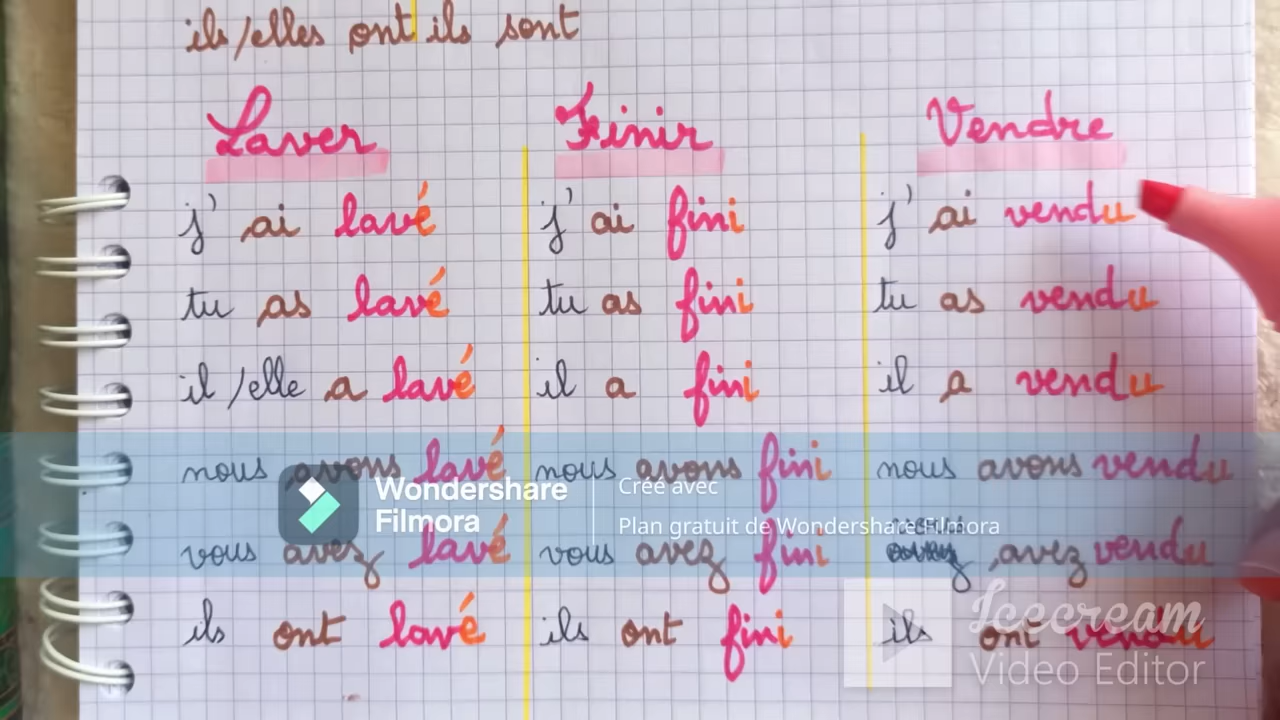 ils/elles ont ils sont
Laver Finir Vendre
j'ai lavé j'ai fini j'ai vendu
tu as lavé tu as fini tu as vendu
il/elle a lavé il a fini il a vendu
nous avons lavé nous avons fini nous avons vendu
Wondershare Filmora
Créé avec
Plan gratuit de Wondershare Filmora
vous avez lavé vous avez fini avez vendu
ils ont lavé ils ont fini ils ont vendu
Icecream
Video Editor